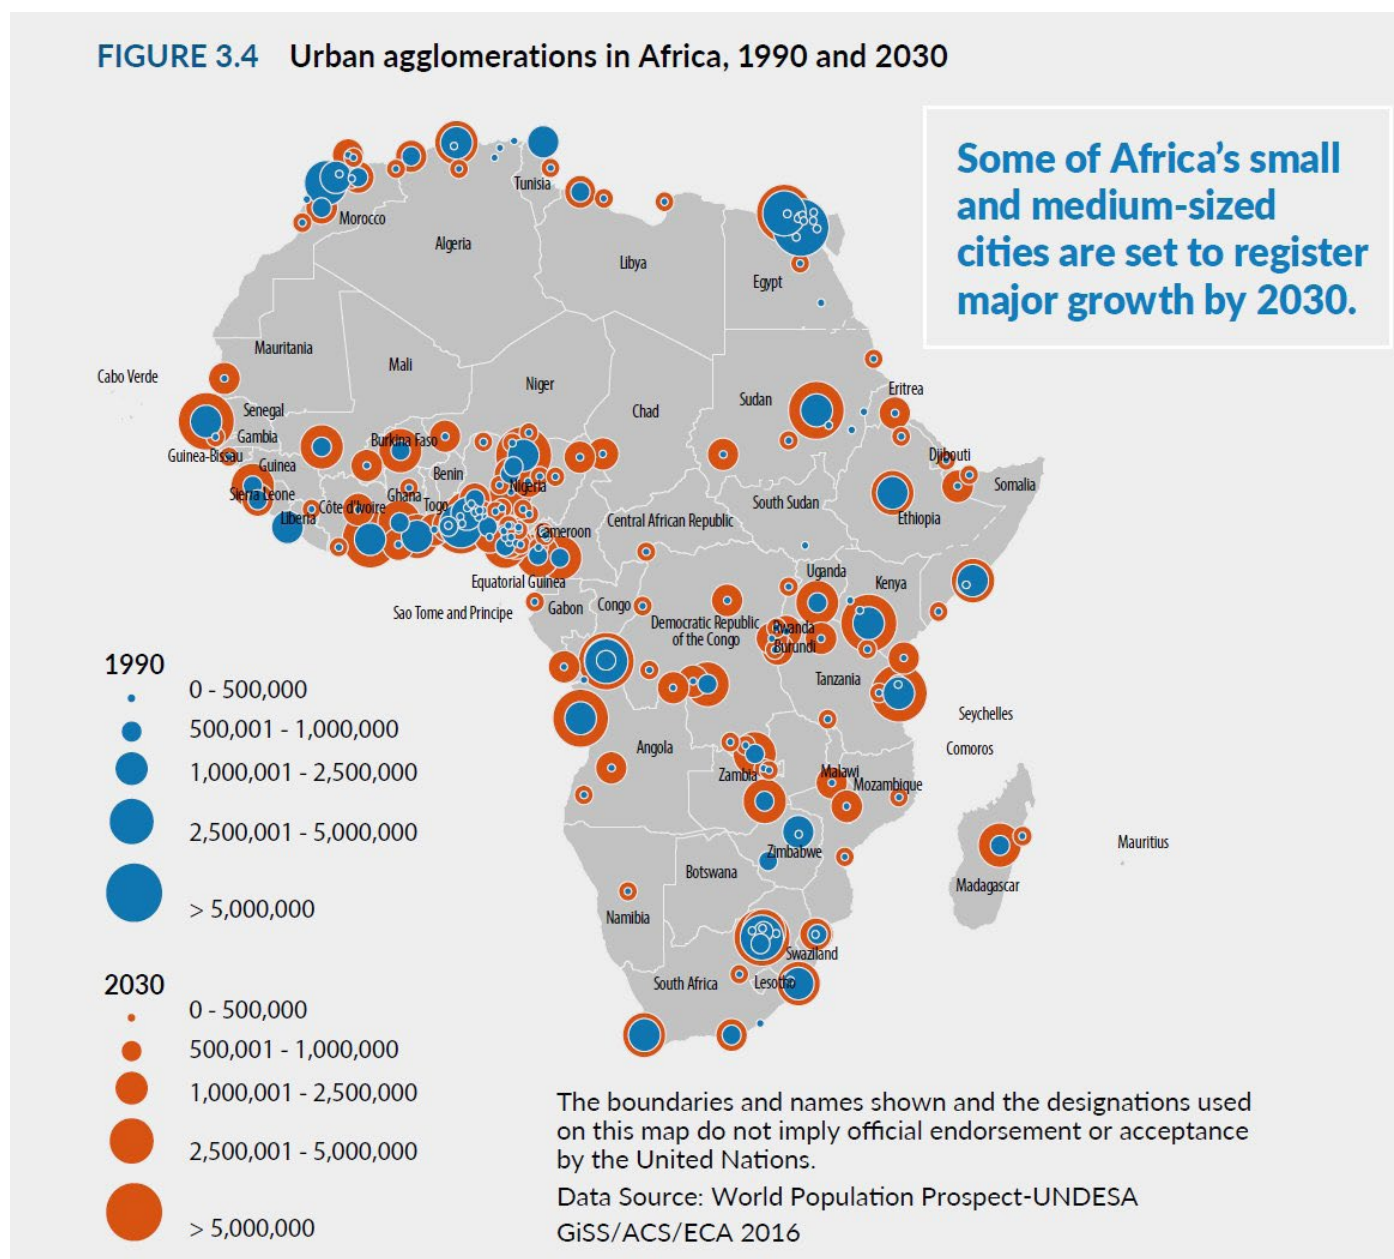 FIGURE 3.4 Urban agglomerations in Africa, 1990 and 2030
Some of Africa’s small
and medium-sized
cities are set to register
major growth by 2030.
Tunisia
Morocco
Algeria
Libya
Egypt
Mauritania
Mali
Niger
Chad
Sudan
Eritrea
Cabo Verde
Senegal
Gambia
Guinea-Bissau
Guinea
Sierra Leone
Liberia
Côte d’Ivoire
Burkina Faso
Ghana
Togo
Benin
Nigeria
Cameroon
Central African Republic
South Sudan
Djibouti
Somalia
Ethiopia
Equatorial Guinea
Sao Tome and Principe
Gabon
Congo
Democratic Republic
of the Congo
Uganda
Kenya
Rwanda
Burundi
Tanzania
Seychelles
Comoros
Angola
Zambia
Malawi
Mozambique
Zimbabwe
Botswana
Namibia
Madagascar
Mauritius
Swaziland
South Africa
Lesotho
1990
0 - 500,000
500,001 - 1,000,000
1,000,001 - 2,500,000
2,500,001 - 5,000,000
> 5,000,000
2030
0 - 500,000
500,001 - 1,000,000
1,000,001 - 2,500,000
2,500,001 - 5,000,000
> 5,000,000
The boundaries and names shown and the designations used
on this map do not imply official endorsement or acceptance
by the United Nations.
Data Source: World Population Prospect-UNDESA
GiSS/ACS/ECA 2016